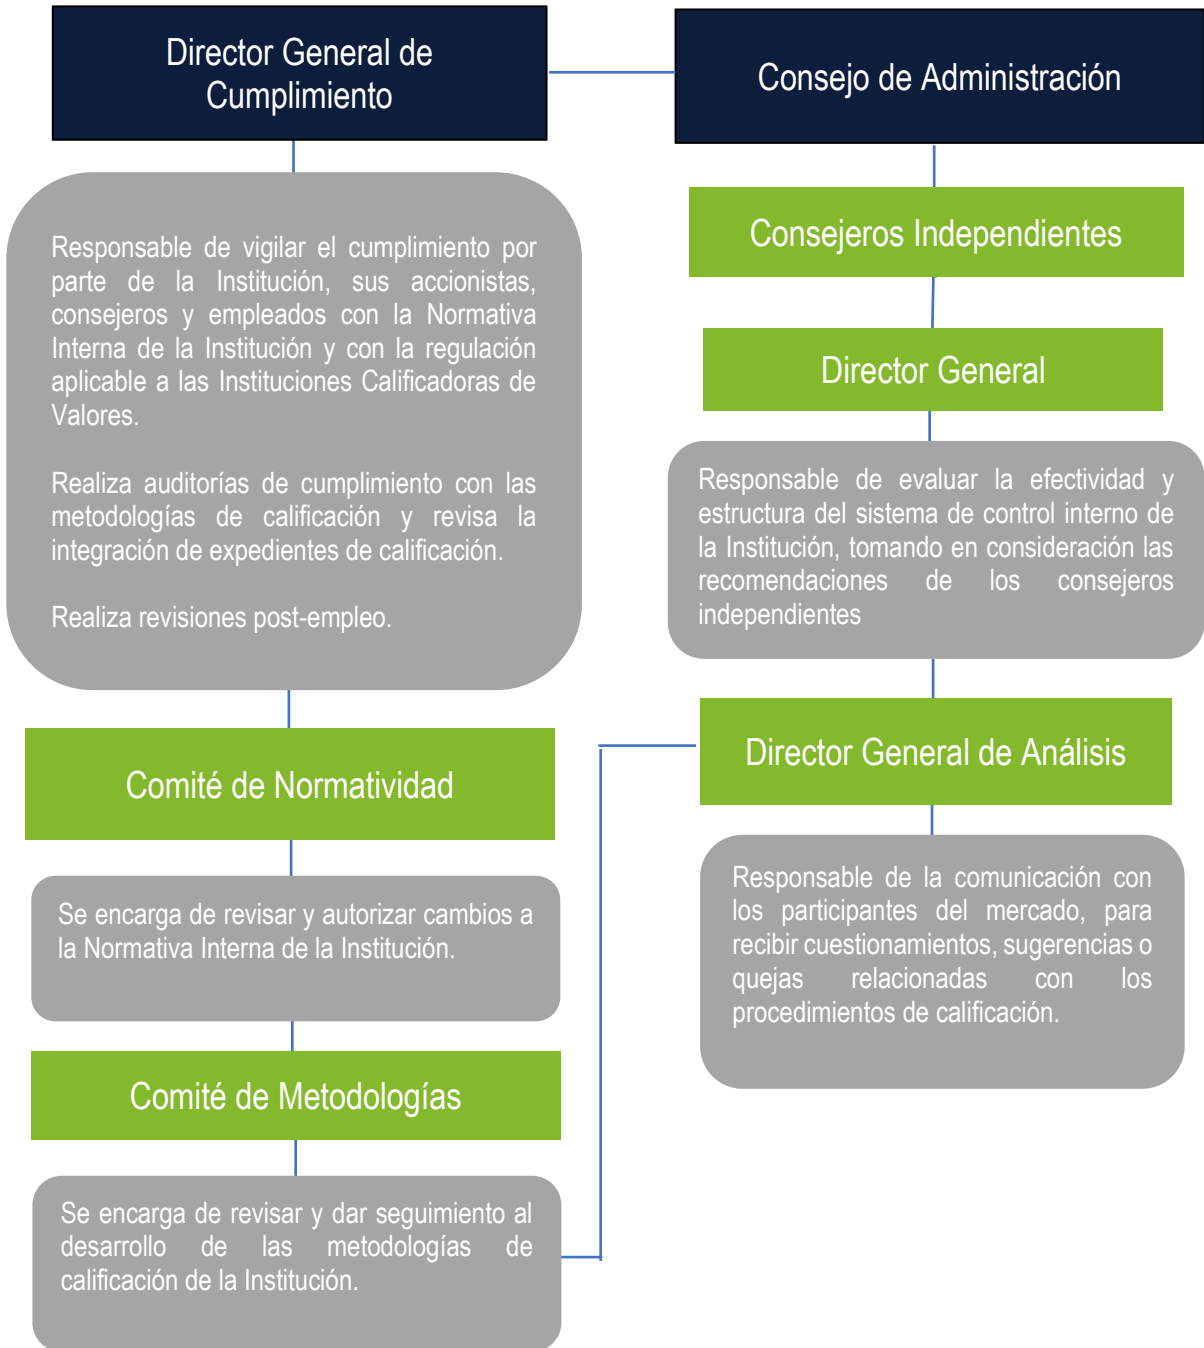 Director General de
Cumplimiento
Responsable de vigilar el cumplimiento por
parte de la Institución, sus accionistas,
consejeros y empleados con la Normativa
Interna de la Institución y con la regulación
aplicable a las Instituciones Calificadoras de
Valores.
Realiza auditorías de cumplimiento con las
metodologías de calificación y revisa la
integración de expedientes de calificación.
Realiza revisiones post-empleo.
Comité de Normatividad
Se encarga de revisar y autorizar cambios a
la Normativa Interna de la Institución.
Comité de Metodologías
Se encarga de revisar y dar seguimiento al
desarrollo de las metodologías de
calificación de la Institución.
Consejo de Administración
Consejeros Independientes
Director General
Responsable de evaluar la efectividad y
estructura del sistema de control interno de
la Institución, tomando en consideración las
recomendaciones de los consejeros
independientes
Director General de Análisis
Responsable de la comunicación con
los participantes del mercado, para
recibir cuestionamientos, sugerencias o
quejas relacionadas con los
procedimientos de calificación.